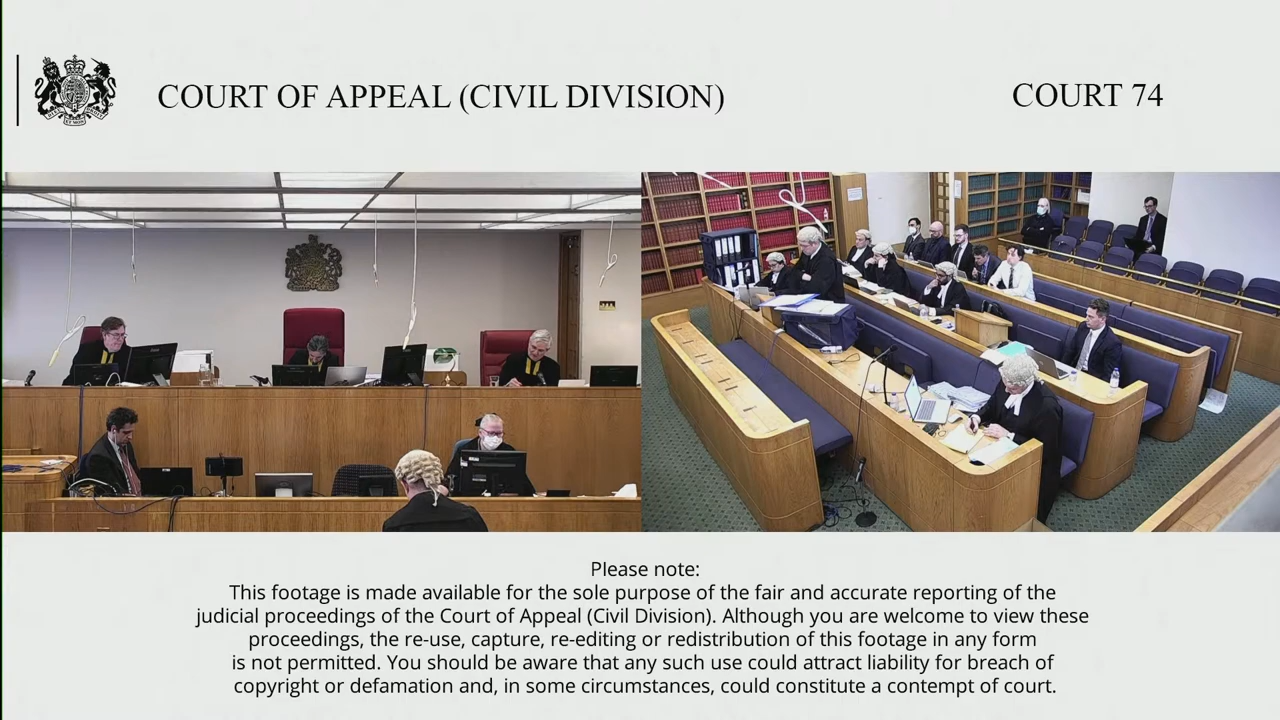 COURT OF APPEAL (CIVIL DIVISION)
COURT 74
Please note:
This footage is made available for the sole purpose of the fair and accurate reporting of the
judicial proceedings of the Court of Appeal (Civil Division). Although you are welcome to view these
proceedings, the re-use, capture, re-editing or redistribution of this footage in any form
is not permitted. You should be aware that any such use could attract liability for breach of
copyright or defamation and, in some circumstances, could constitute a contempt of court.